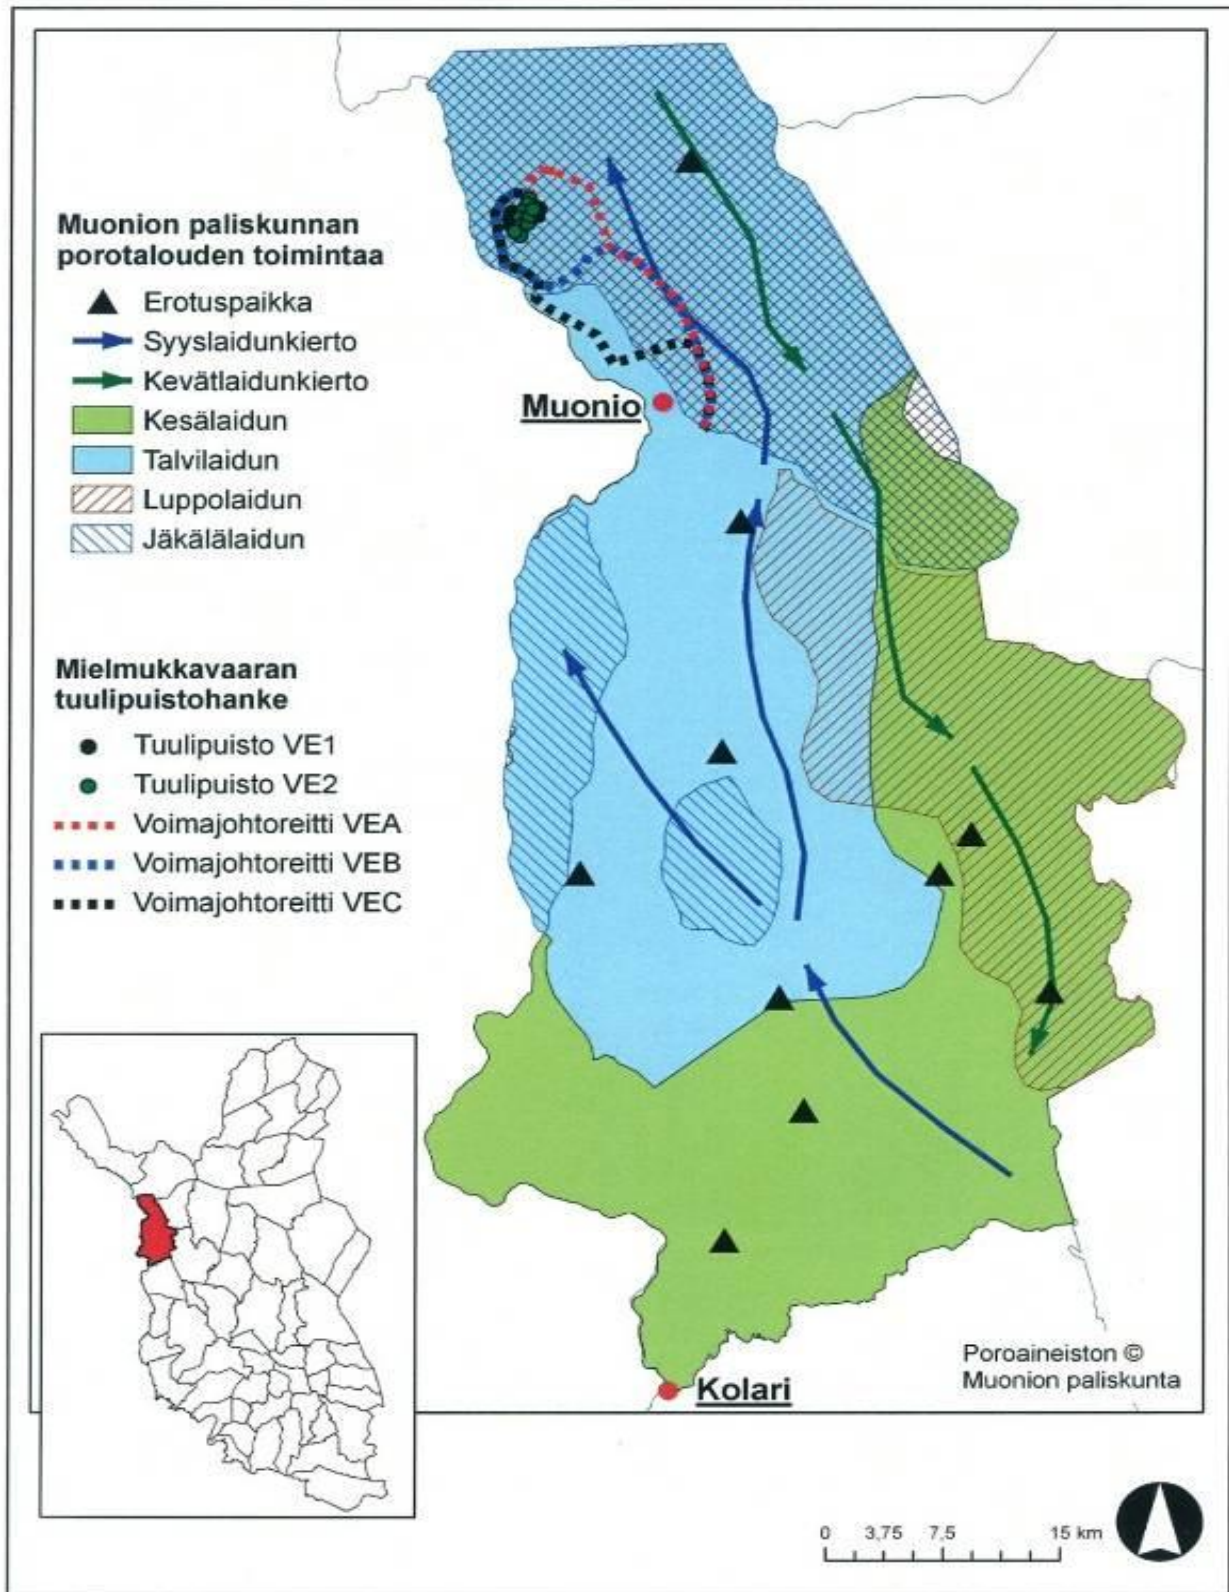 Muonion paliskunnan
porotalouden toimintaa
Erotuspaikka
Syyslaidunkierto
Kevätlaidunkierto
Kesälaidun
Talvilaidun
Luppolaidun
Jäkälälaidun
Mielmukkavaaran
tuulipuistohanke
Tuulipuisto VE1
Tuulipuisto VE2
Voimajohtoreitti VEA
Voimajohtoreitti VEB
Voimajohtoreitti VEC
Muonio
Kolari
Poroaineiston ©
Muonion paliskunta
0 3,75 7,5 15 km